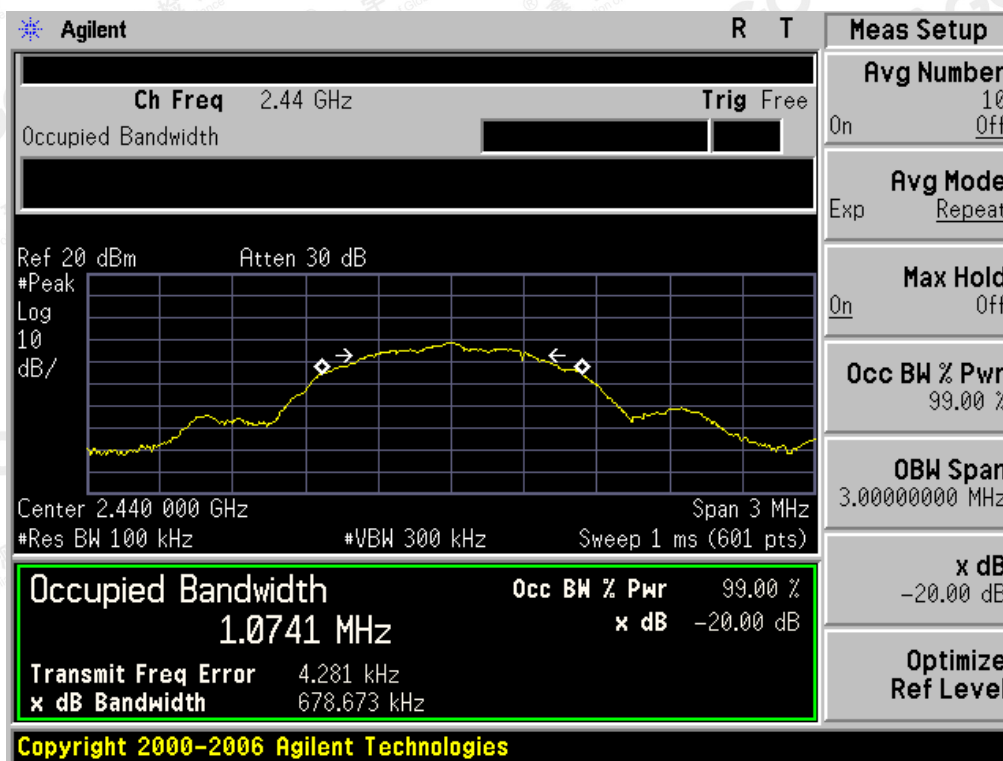 Agilent
R T
Meas Setup
Avg Number
10
On Off
Ch Freq 2.44 GHz
Trig Free
Occupied Bandwidth
Avg Mode
Exp Repeat
Ref 20 dBm
Atten 30 dB
#Peak
Log
10
dB/
Max Hold
On Off
Occ BW % Pwr
99.00 %
OBW Span
3.00000000 MHz
Center 2.440 000 GHz
Span 3 MHz
#Res BW 100 kHz
#VBW 300 kHz
Sweep 1 ms (601 pts)
x dB
-20.00 dB
Occupied Bandwidth
1.0741 MHz
Occ BW % Pwr 99.00 %
x dB -20.00 dB
Transmit Freq Error 4.281 kHz
x dB Bandwidth 678.673 kHz
Optimize
Ref Level
Copyright 2000-2006 Agilent Technologies